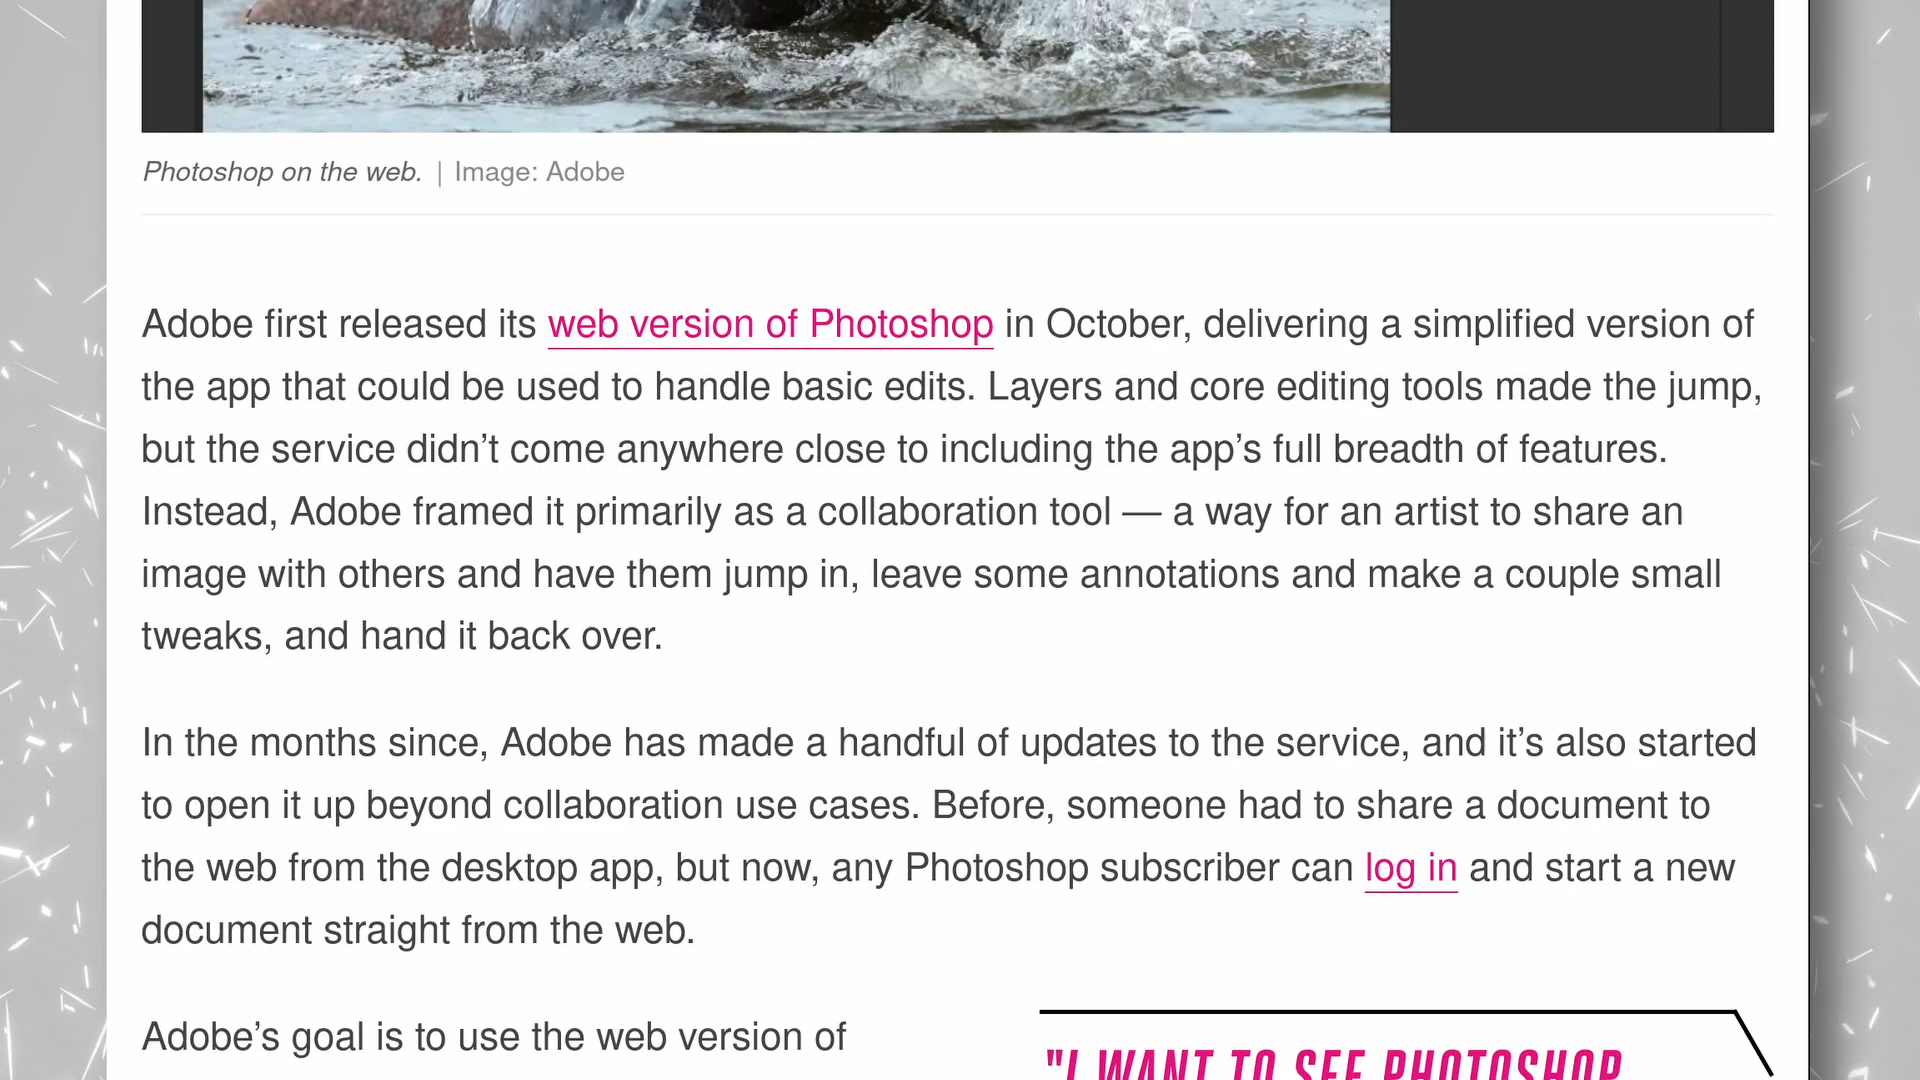 Photoshop on the web. | Image: Adobe
Adobe first released its web version of Photoshop in October, delivering a simplified version of
the app that could be used to handle basic edits. Layers and core editing tools made the jump,
but the service didn’t come anywhere close to including the app’s full breadth of features.
Instead, Adobe framed it primarily as a collaboration tool — a way for an artist to share an
image with others and have them jump in, leave some annotations and make a couple small
tweaks, and hand it back over.
In the months since, Adobe has made a handful of updates to the service, and it’s also started
to open it up beyond collaboration use cases. Before, someone had to share a document to
the web from the desktop app, but now, any Photoshop subscriber can log in and start a new
document straight from the web.
Adobe’s goal is to use the web version of
"I WANT TO SEE PHOTOSHOP